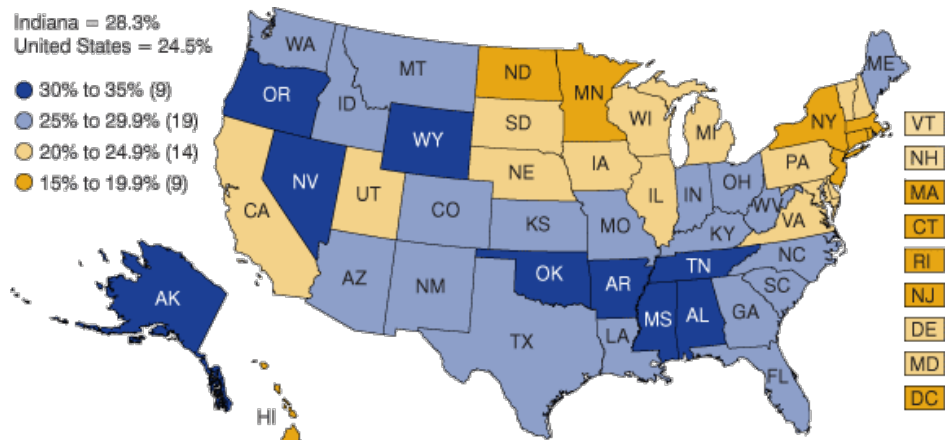 Indiana = 28.3%
United States = 24.5%
30% to 35% (9)
25% to 29.9% (19)
20% to 24.9% (14)
15% to 19.9% (9)
WA
MT
ND
MN
ME
OR
ID
WY
SD
WI
MI
NY
VT
NH
MA
CT
RI
NJ
DE
MD
DC
NV
UT
CA
NE
IA
IL
IN
OH
PA
CO
KS
MO
KY
WV
VA
AZ
NM
OK
AR
TN
NC
SC
TX
LA
MS
AL
GA
FL
AK
HI